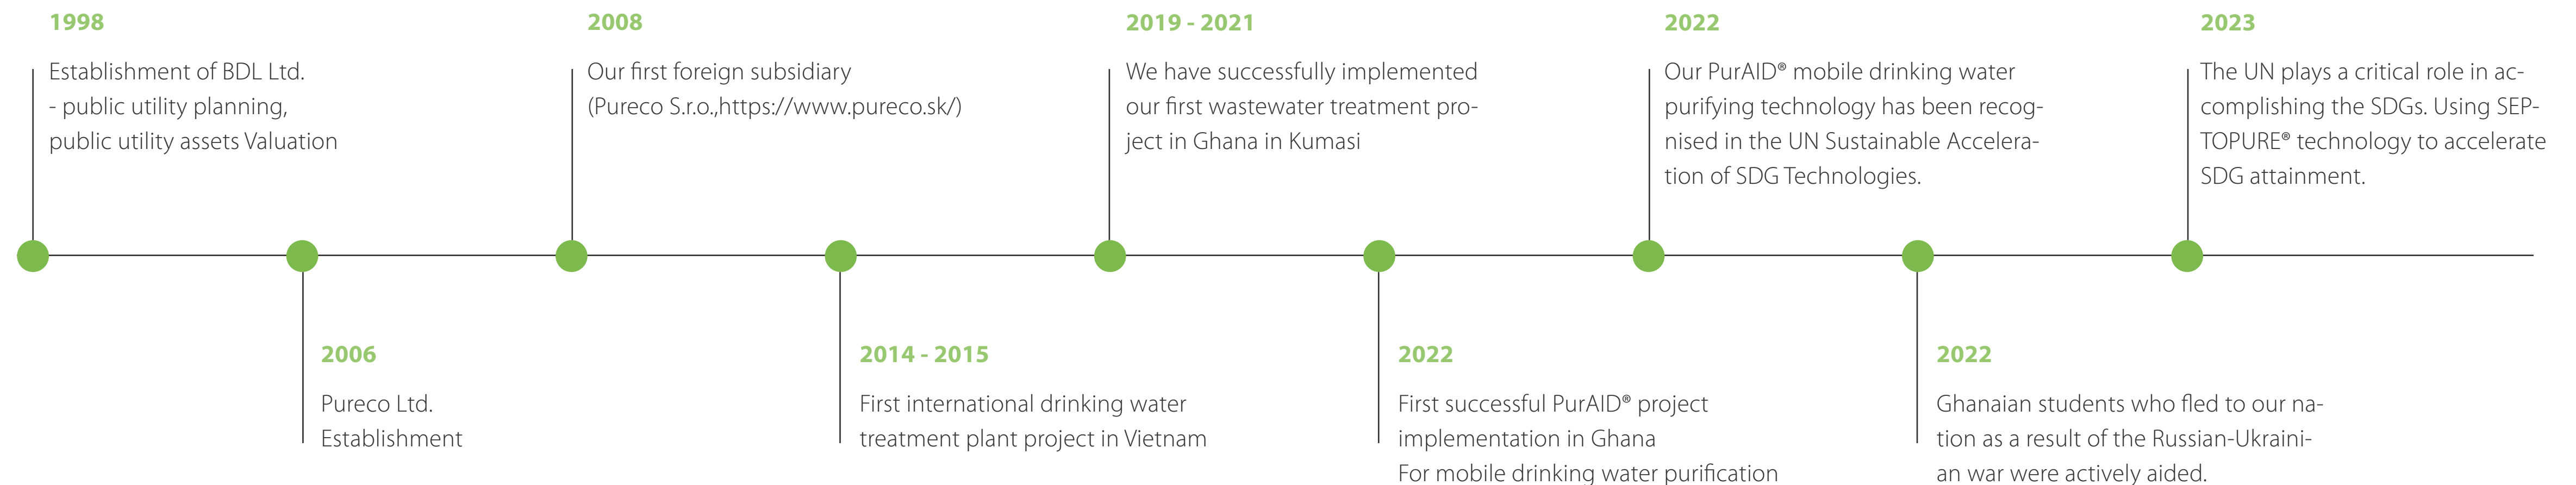 1998
Establishment of BDL Ltd.
- public utility planning,
public utility assets Valuation
2006
Pureco Ltd.
Establishment
2008
Our first foreign subsidiary
(Pureco S.r.o.,https://www.pureco.sk/)
2014 - 2015
First international drinking water
treatment plant project in Vietnam
2019 - 2021
We have successfully implemented
our first wastewater treatment pro-
ject in Ghana in Kumasi
2022
First successful PurAID® project
implementation in Ghana
For mobile drinking water purification
2022
Our PurAID® mobile drinking water
purifying technology has been recog-
nised in the UN Sustainable Accelera-
tion of SDG Technologies.
2022
Ghanaian students who fled to our na-
tion as a result of the Russian-Ukraini-
an war were actively aided.
2023
The UN plays a critical role in ac-
complishing the SDGs. Using SEP-
TOPURE® technology to accelerate
SDG attainment.